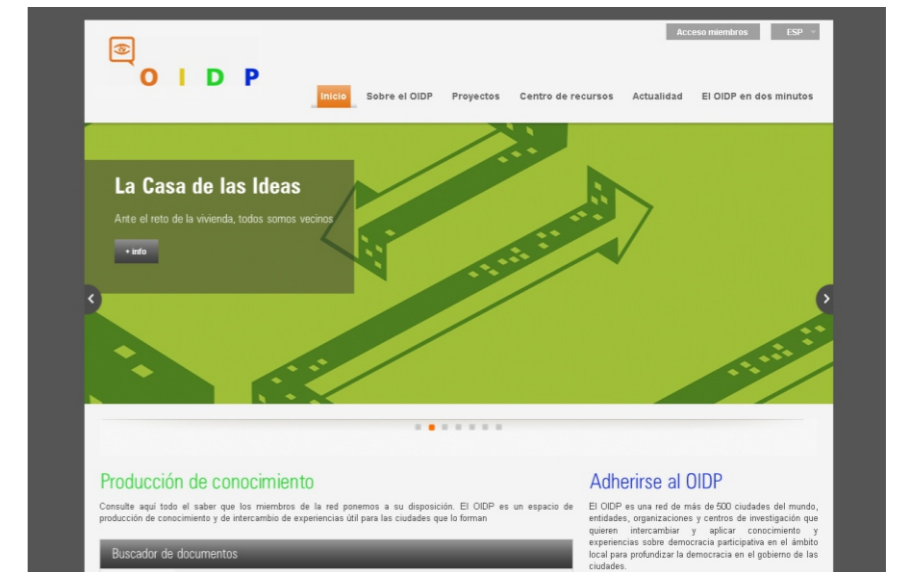 Acceso miembros ESP
O I D P
Inicio Sobre el OIDP Proyectos Centro de recursos Actualidad El OIDP en dos minutos
La Casa de las Ideas
Ante el reto de la vivienda, todos somos vecinos
+ info
Producción de conocimiento
Consulte aquí todo el saber que los miembros de la red ponemos a su disposición. El OIDP es un espacio de
producción de conocimiento y de intercambio de experiencias útil para las ciudades que lo forman
Buscador de documentos
Adherirse al OIDP
El OIDP es una red de más de 500 ciudades del mundo,
entidades, organizaciones y centros de investigación que
quieren intercambiar y aplicar conocimiento y
experiencias sobre democracia participativa en el ámbito
local para profundizar la democracia en el gobierno de las
ciudades.